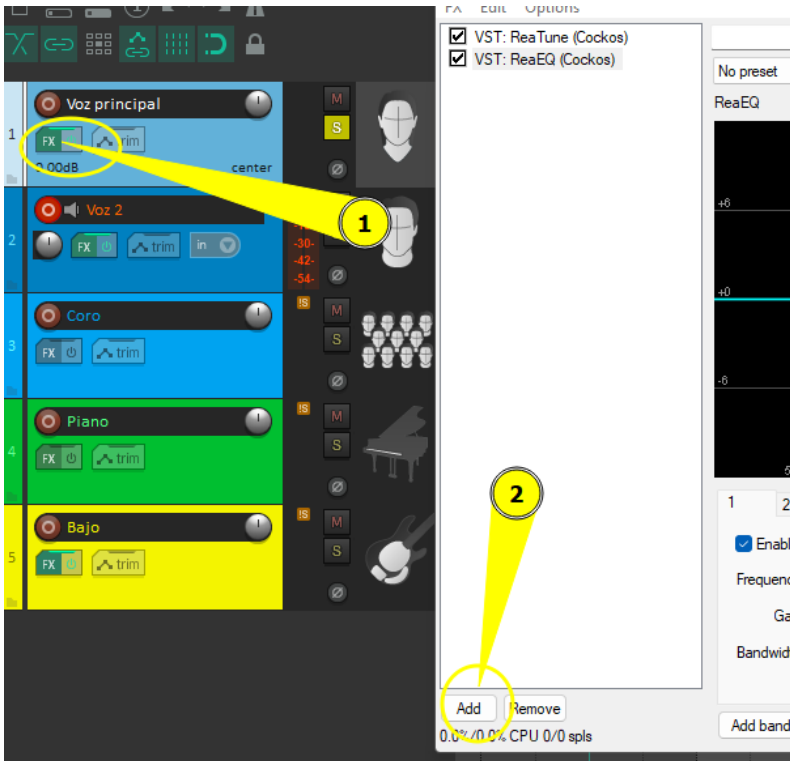 FX Edit Options
VST: ReaTune (Cockos)
VST: ReaEQ (Cockos)
No preset
ReaEQ
1
Voz principal
M
FX
trim
S
0.00dB
center
1
+6
2
Voz 2
FX
trim
in
-30-
-42-
-54-
+0
3
Coro
!S
M
FX
trim
S
-6
4
Piano
!S
M
FX
trim
S
2
5
1
2
5
Bajo
!S
M
FX
trim
S
Enabl
Frequenc
Ga
Bandwid
Add
Remove
0.0%/0.0% CPU 0/0 spls
Add band